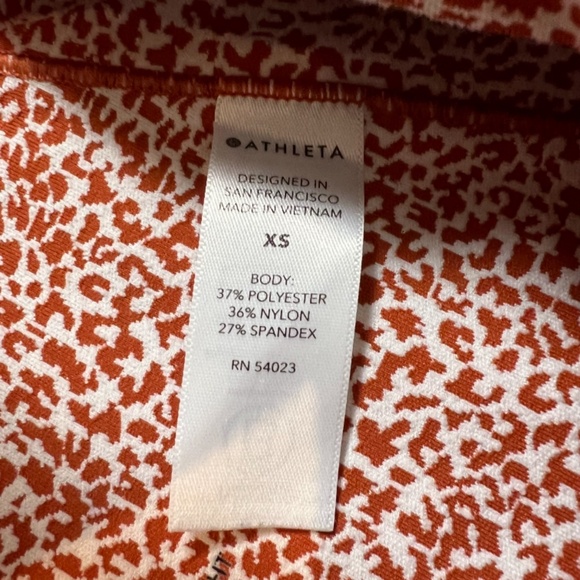 ATHLETA
DESIGNED IN
SAN FRANCISCO
MADE IN VIETNAM
XS
BODY:
37% POLYESTER
36% NYLON
27% SPANDEX
RN 54023